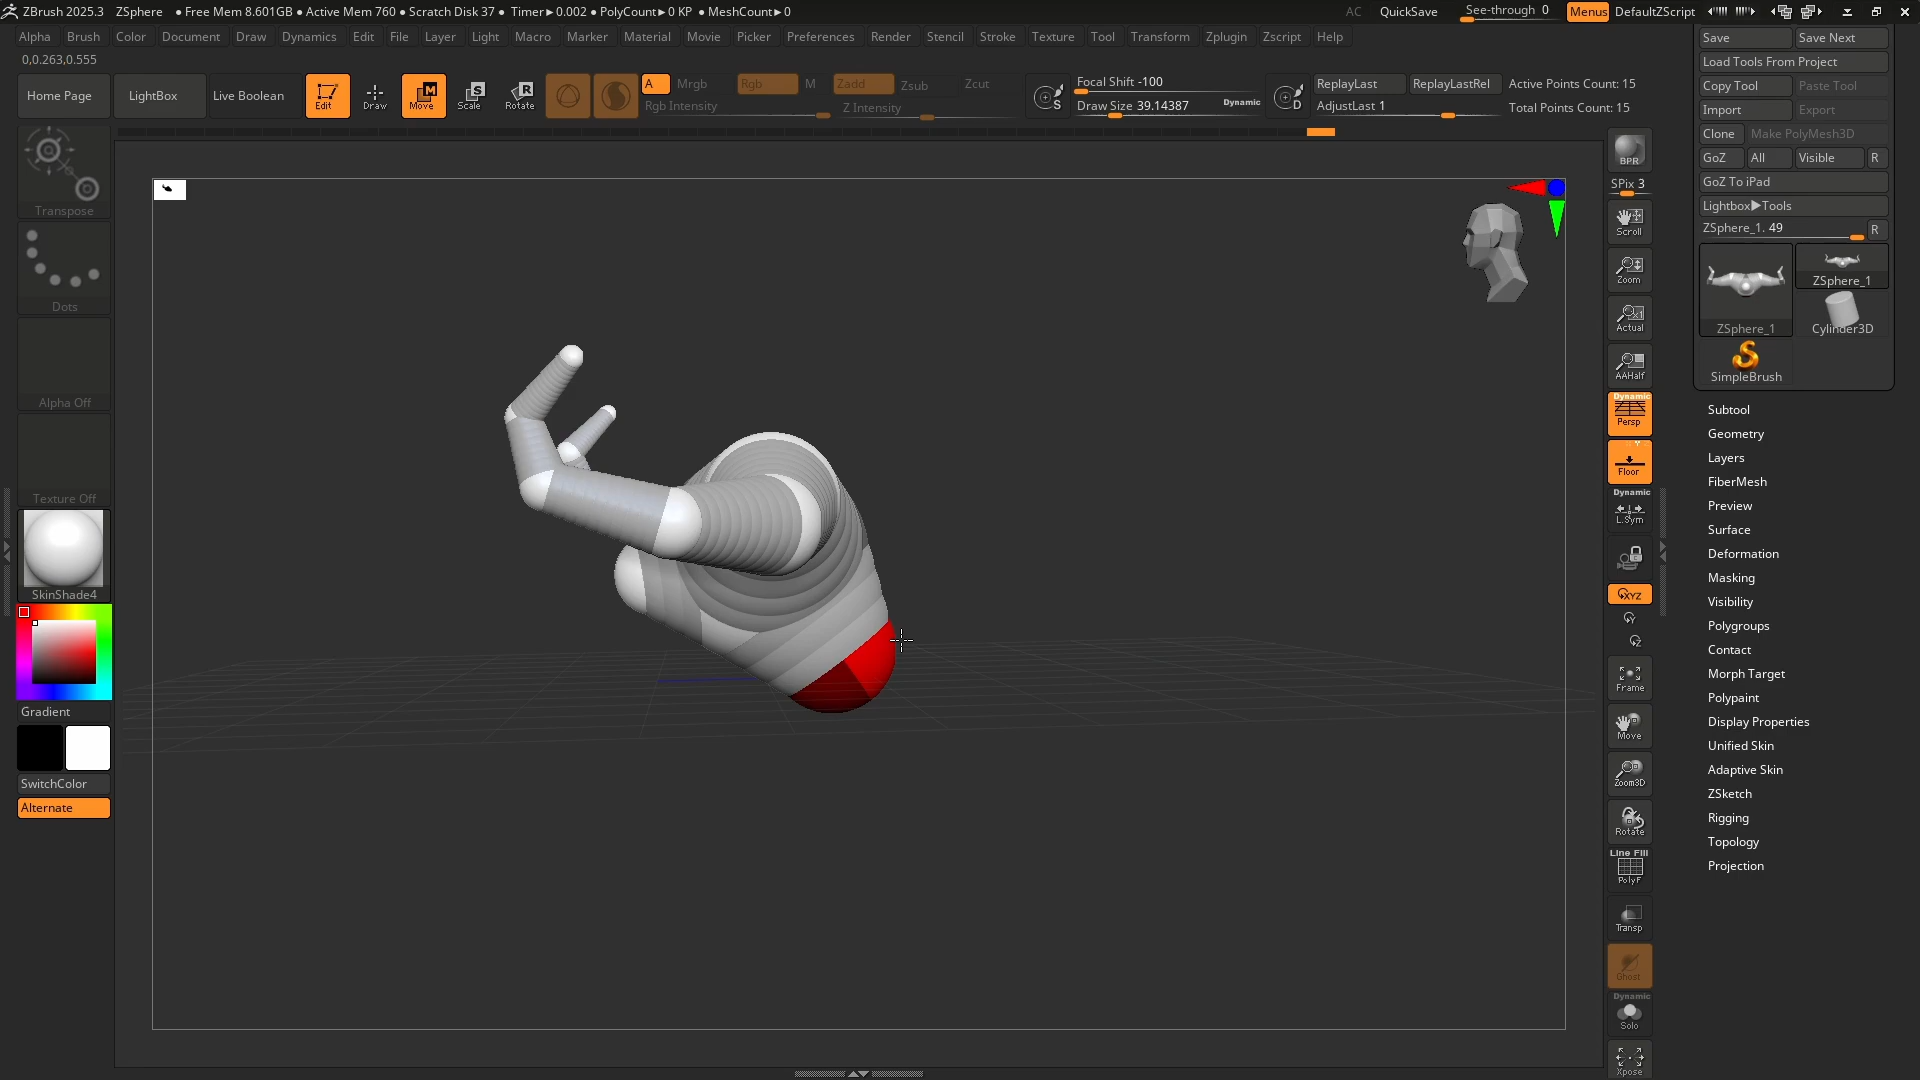 ZBrush 2025.3 ZSphere ● Free Mem 8.601GB ● Active Mem 760 ● Scratch Disk 37 ● Timer►0.002 ● PolyCount►0 KP ● MeshCount►0 AC QuickSave See-through 0 Menus DefaultZScript
Alpha Brush Color Document Draw Dynamics Edit File Layer Light Macro Marker Material Movie Picker Preferences Render Stencil Stroke Texture Tool Transform Zplugin Zscript Help
0,0.263,0.555
Home Page LightBox Live Boolean Edit Draw Move Scale Rotate
A Mrgb Rgb M Zadd Zsub Zcut
Rgb Intensity Z Intensity
Focal Shift -100
Draw Size 39.14387 Dynamic
ReplayLast ReplayLastRel
AdjustLast 1
Active Points Count: 15
Total Points Count: 15
Transpose
Dots
Alpha Off
Texture Off
SkinShade4
Gradient
SwitchColor
Alternate
BPR
SPix 3
Scroll
Zoom
Actual
AAHalf
Dynamic
Persp
Floor
Dynamic
L.Sym
XYZ
Y
Z
Frame
Move
Zoom3D
Rotate
Line Fill
PolyF
Transp
Ghost
Dynamic
Solo
Xpose
Save Save Next
Load Tools From Project
Copy Tool Paste Tool
Import Export
Clone Make PolyMesh3D
GoZ All Visible R
GoZ To iPad
Lightbox►Tools
ZSphere_1. 49 R
ZSphere_1
ZSphere_1 Cylinder3D
SimpleBrush
Subtool
Geometry
Layers
FiberMesh
Preview
Surface
Deformation
Masking
Visibility
Polygroups
Contact
Morph Target
Polypaint
Display Properties
Unified Skin
Adaptive Skin
ZSketch
Rigging
Topology
Projection